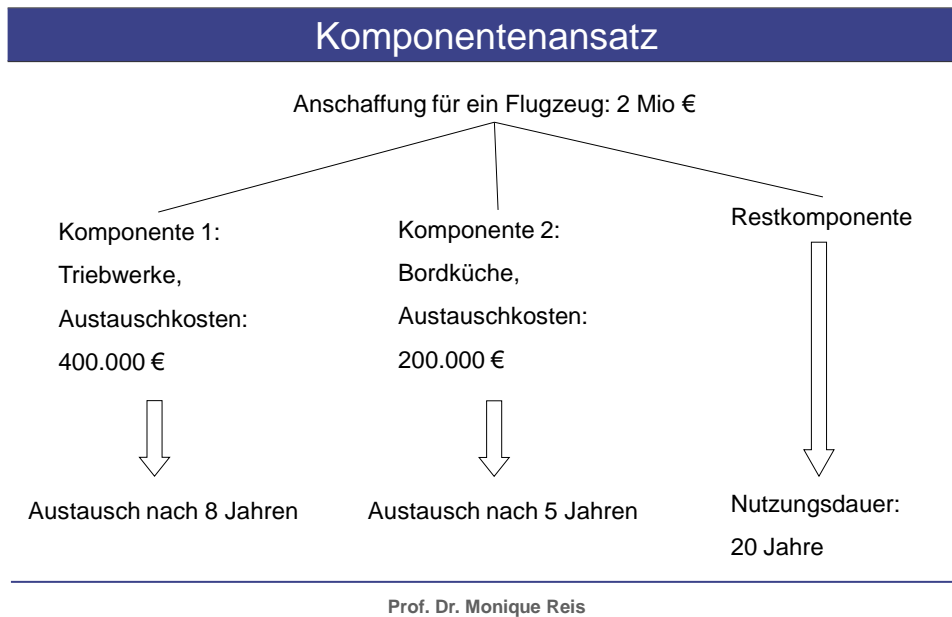 Komponentenansatz
Anschaffung für ein Flugzeug: 2 Mio €
Komponente 1:
Triebwerke,
Austauschkosten:
400.000 €
Komponente 2:
Bordküche,
Austauschkosten:
200.000 €
Restkomponente
Austausch nach 8 Jahren
Austausch nach 5 Jahren
Nutzungsdauer:
20 Jahre
Prof. Dr. Monique Reis